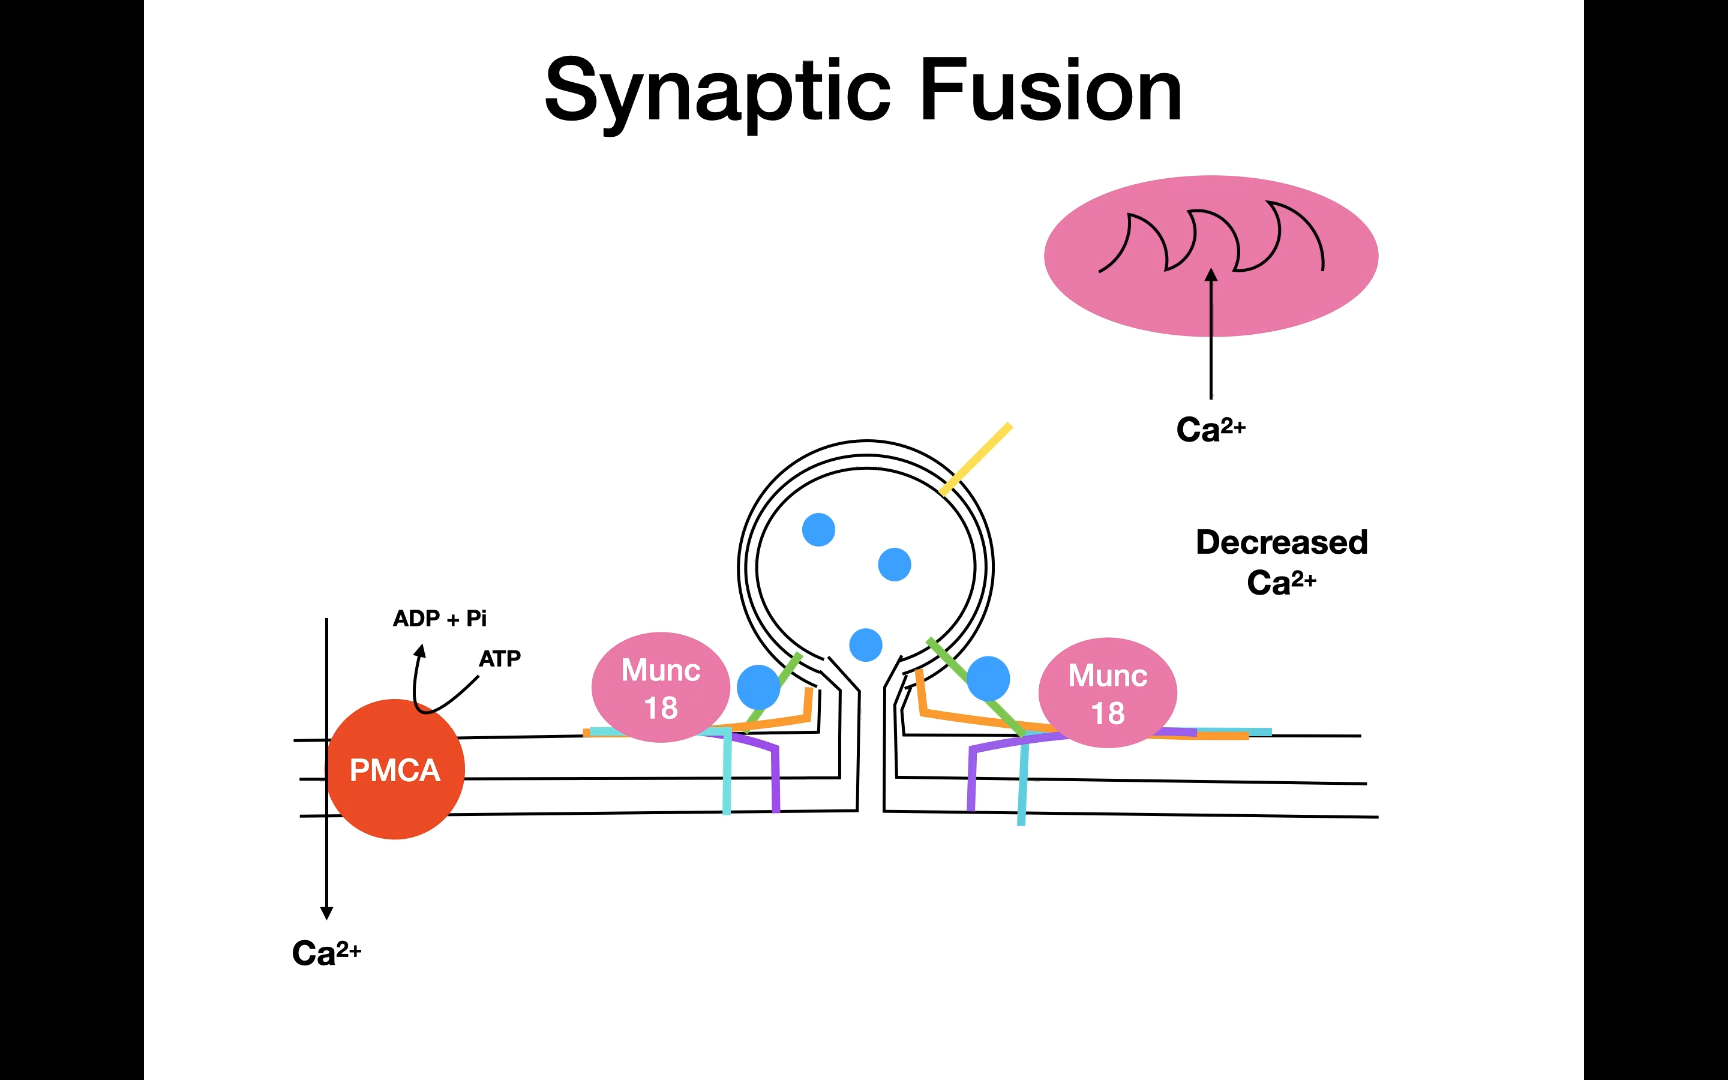 Synaptic Fusion
Ca²⁺
Decreased
Ca²⁺
ADP + Pi
ATP
Munc
18
Munc
18
PMCA
Ca²⁺